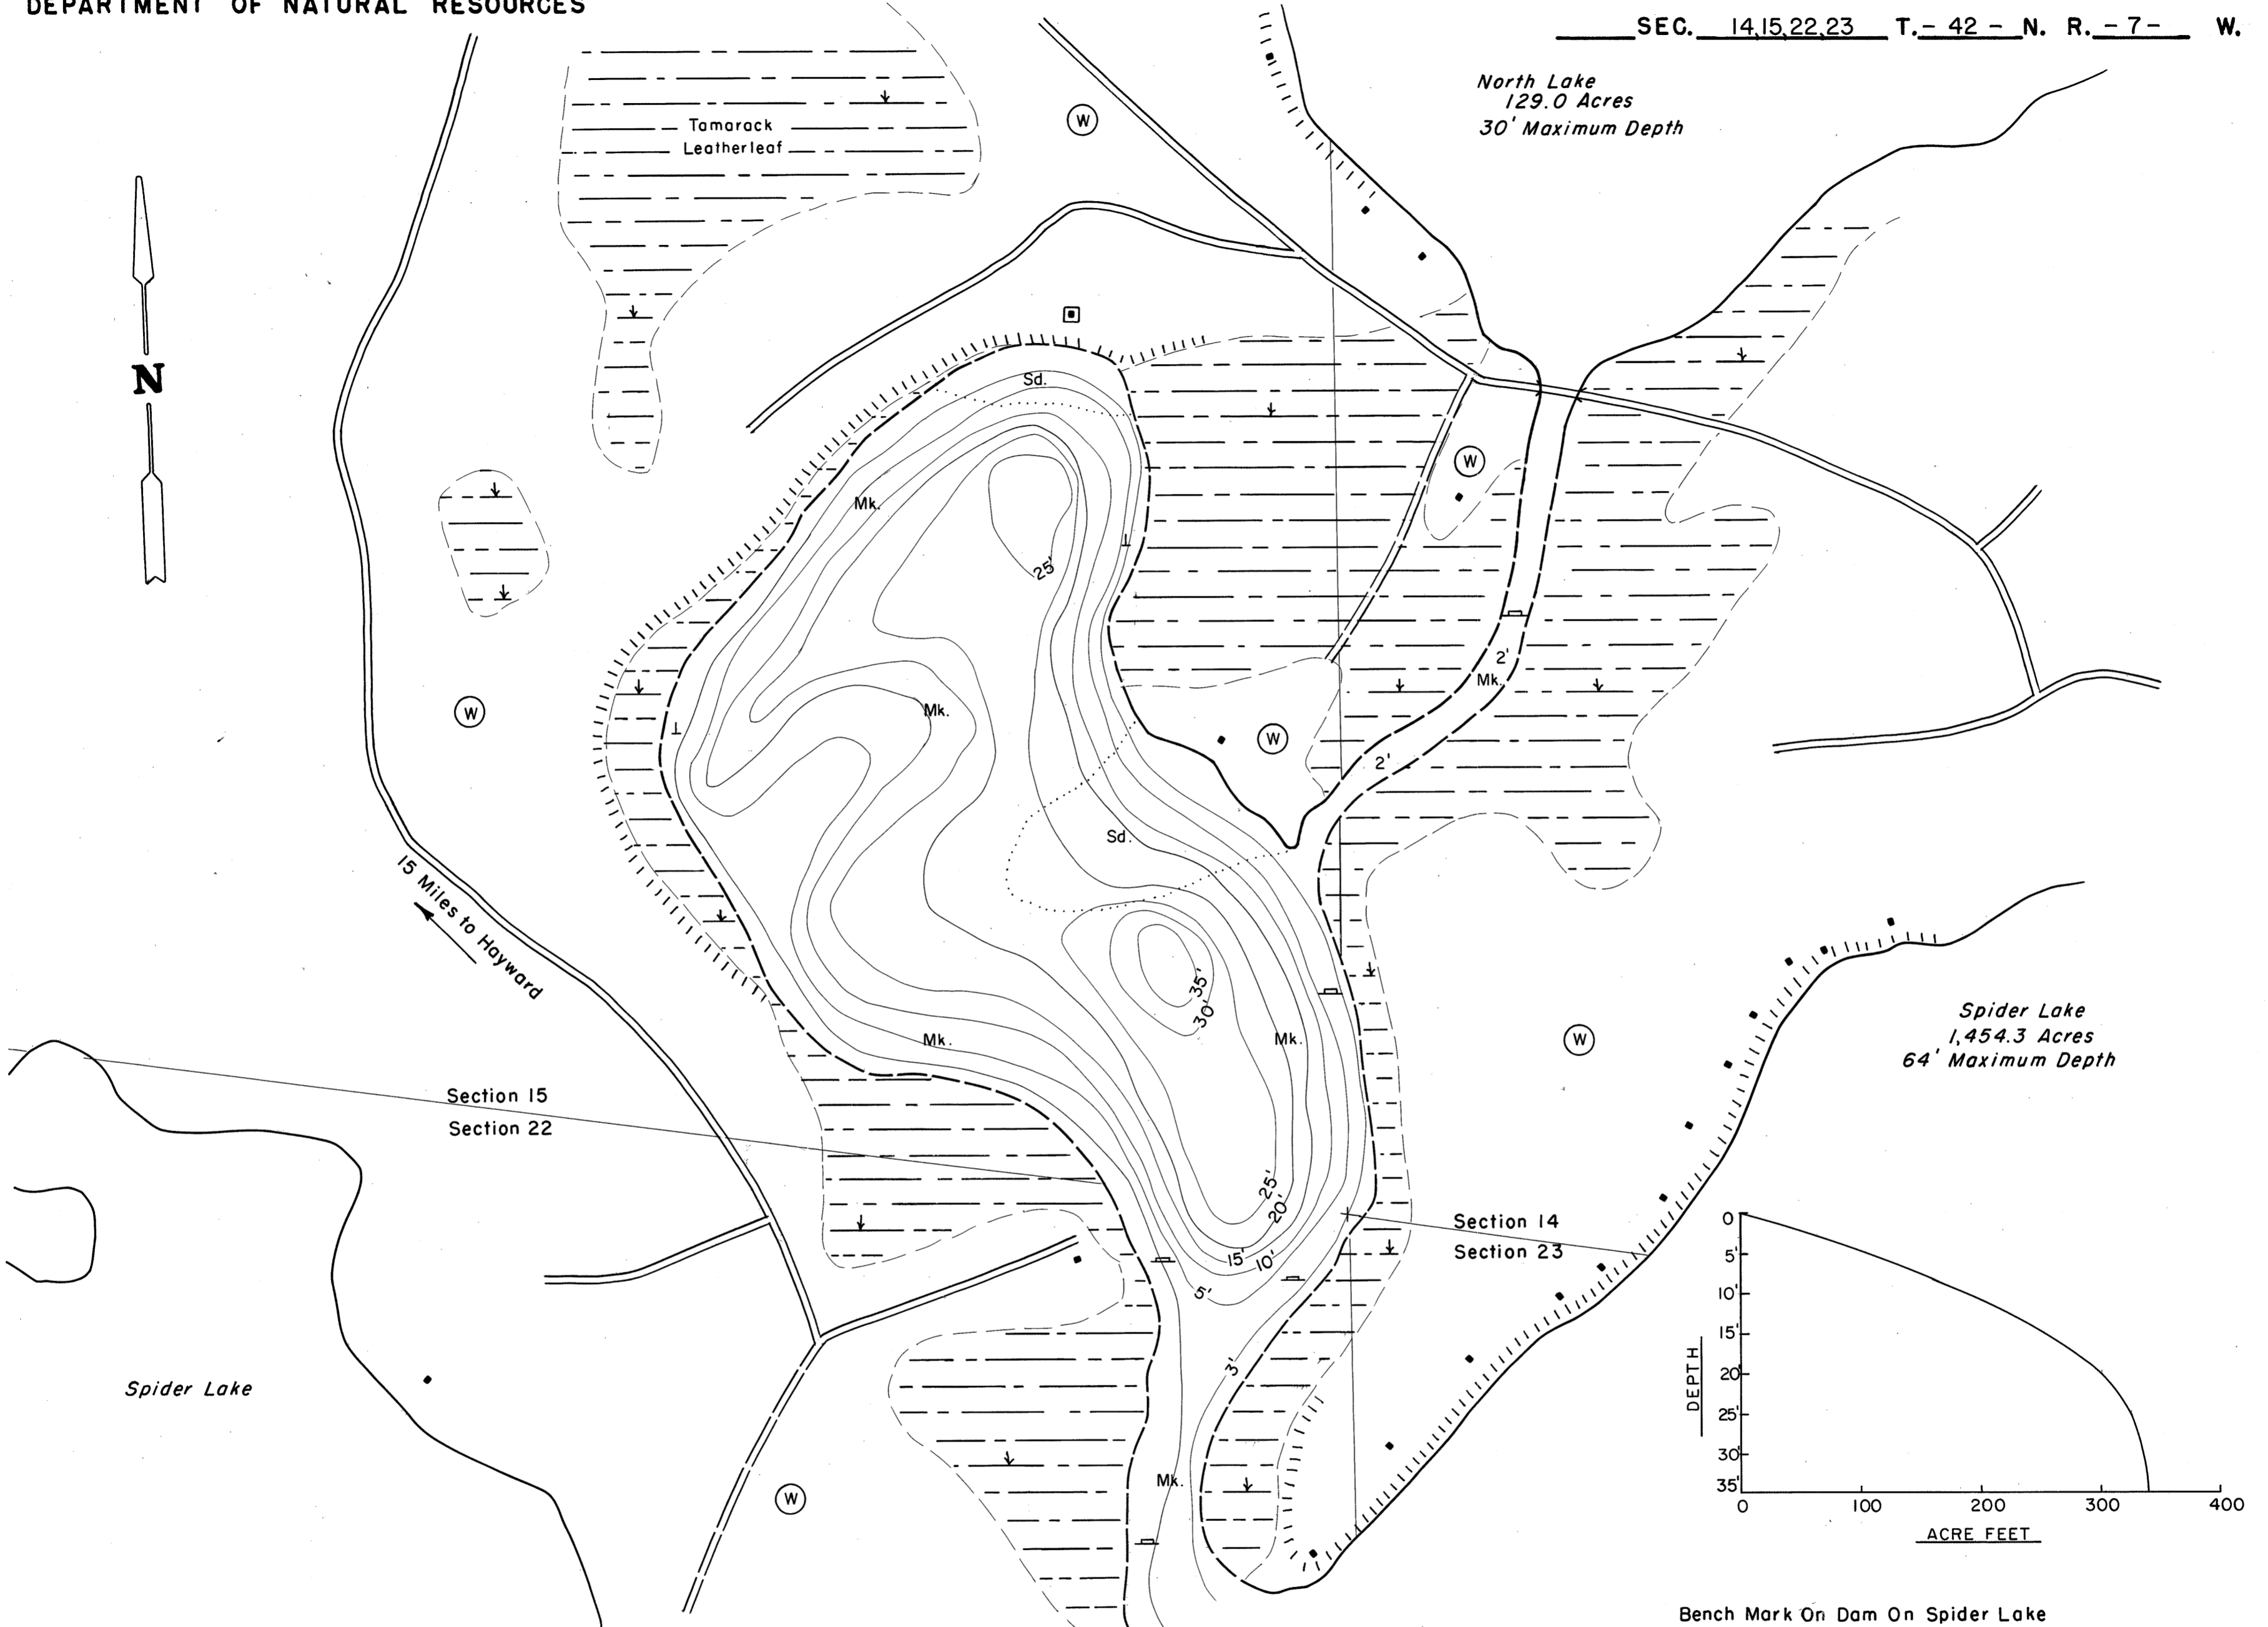 DEPARTMENT OF NATURAL RESOURCES
SEC. 14,15,22,23 T. - 42 - N. R. - 7 - W.
North Lake
129.0 Acres
30' Maximum Depth
Tamarack
Leatherleaf
W
N
Sd.
W
Mk.
25'
2'
Mk.
W
Mk.
W
2'
Sd.
15 Miles to Hayward
35'
30'
Mk.
Mk.
W
Spider Lake
1,454.3 Acres
64' Maximum Depth
Section 15
Section 22
25'
20'
Section 14
Section 23
15'
10'
5'
3'
Spider Lake
Mk.
W
DEPTH
0
5'
10'
15'
20'
25'
30'
35'
0 100 200 300 400
ACRE FEET
Bench Mark On Dam On Spider Lake